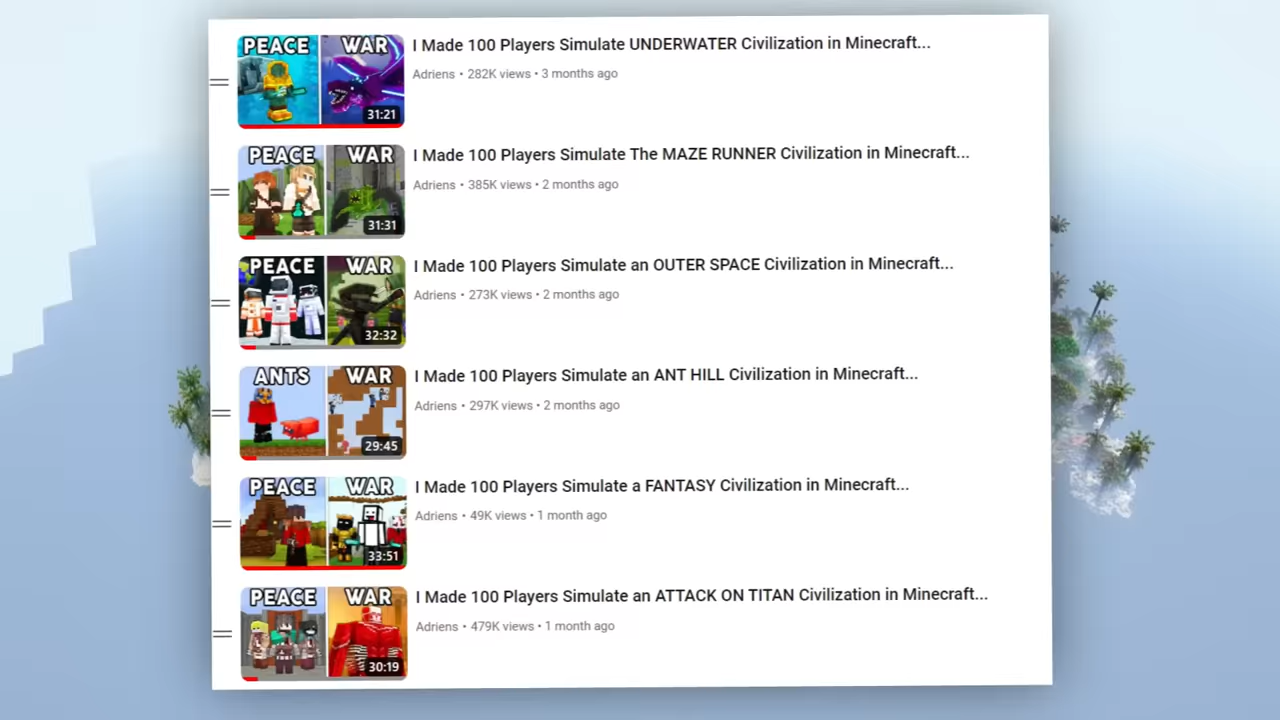 PEACE WAR
31:21
I Made 100 Players Simulate UNDERWATER Civilization in Minecraft...
Adriens • 282K views • 3 months ago
PEACE WAR
31:31
I Made 100 Players Simulate The MAZE RUNNER Civilization in Minecraft...
Adriens • 385K views • 2 months ago
PEACE WAR
32:32
I Made 100 Players Simulate an OUTER SPACE Civilization in Minecraft...
Adriens • 273K views • 2 months ago
ANTS WAR
29:45
I Made 100 Players Simulate an ANT HILL Civilization in Minecraft...
Adriens • 297K views • 2 months ago
PEACE WAR
33:51
I Made 100 Players Simulate a FANTASY Civilization in Minecraft...
Adriens • 49K views • 1 month ago
PEACE WAR
30:19
I Made 100 Players Simulate an ATTACK ON TITAN Civilization in Minecraft...
Adriens • 479K views • 1 month ago